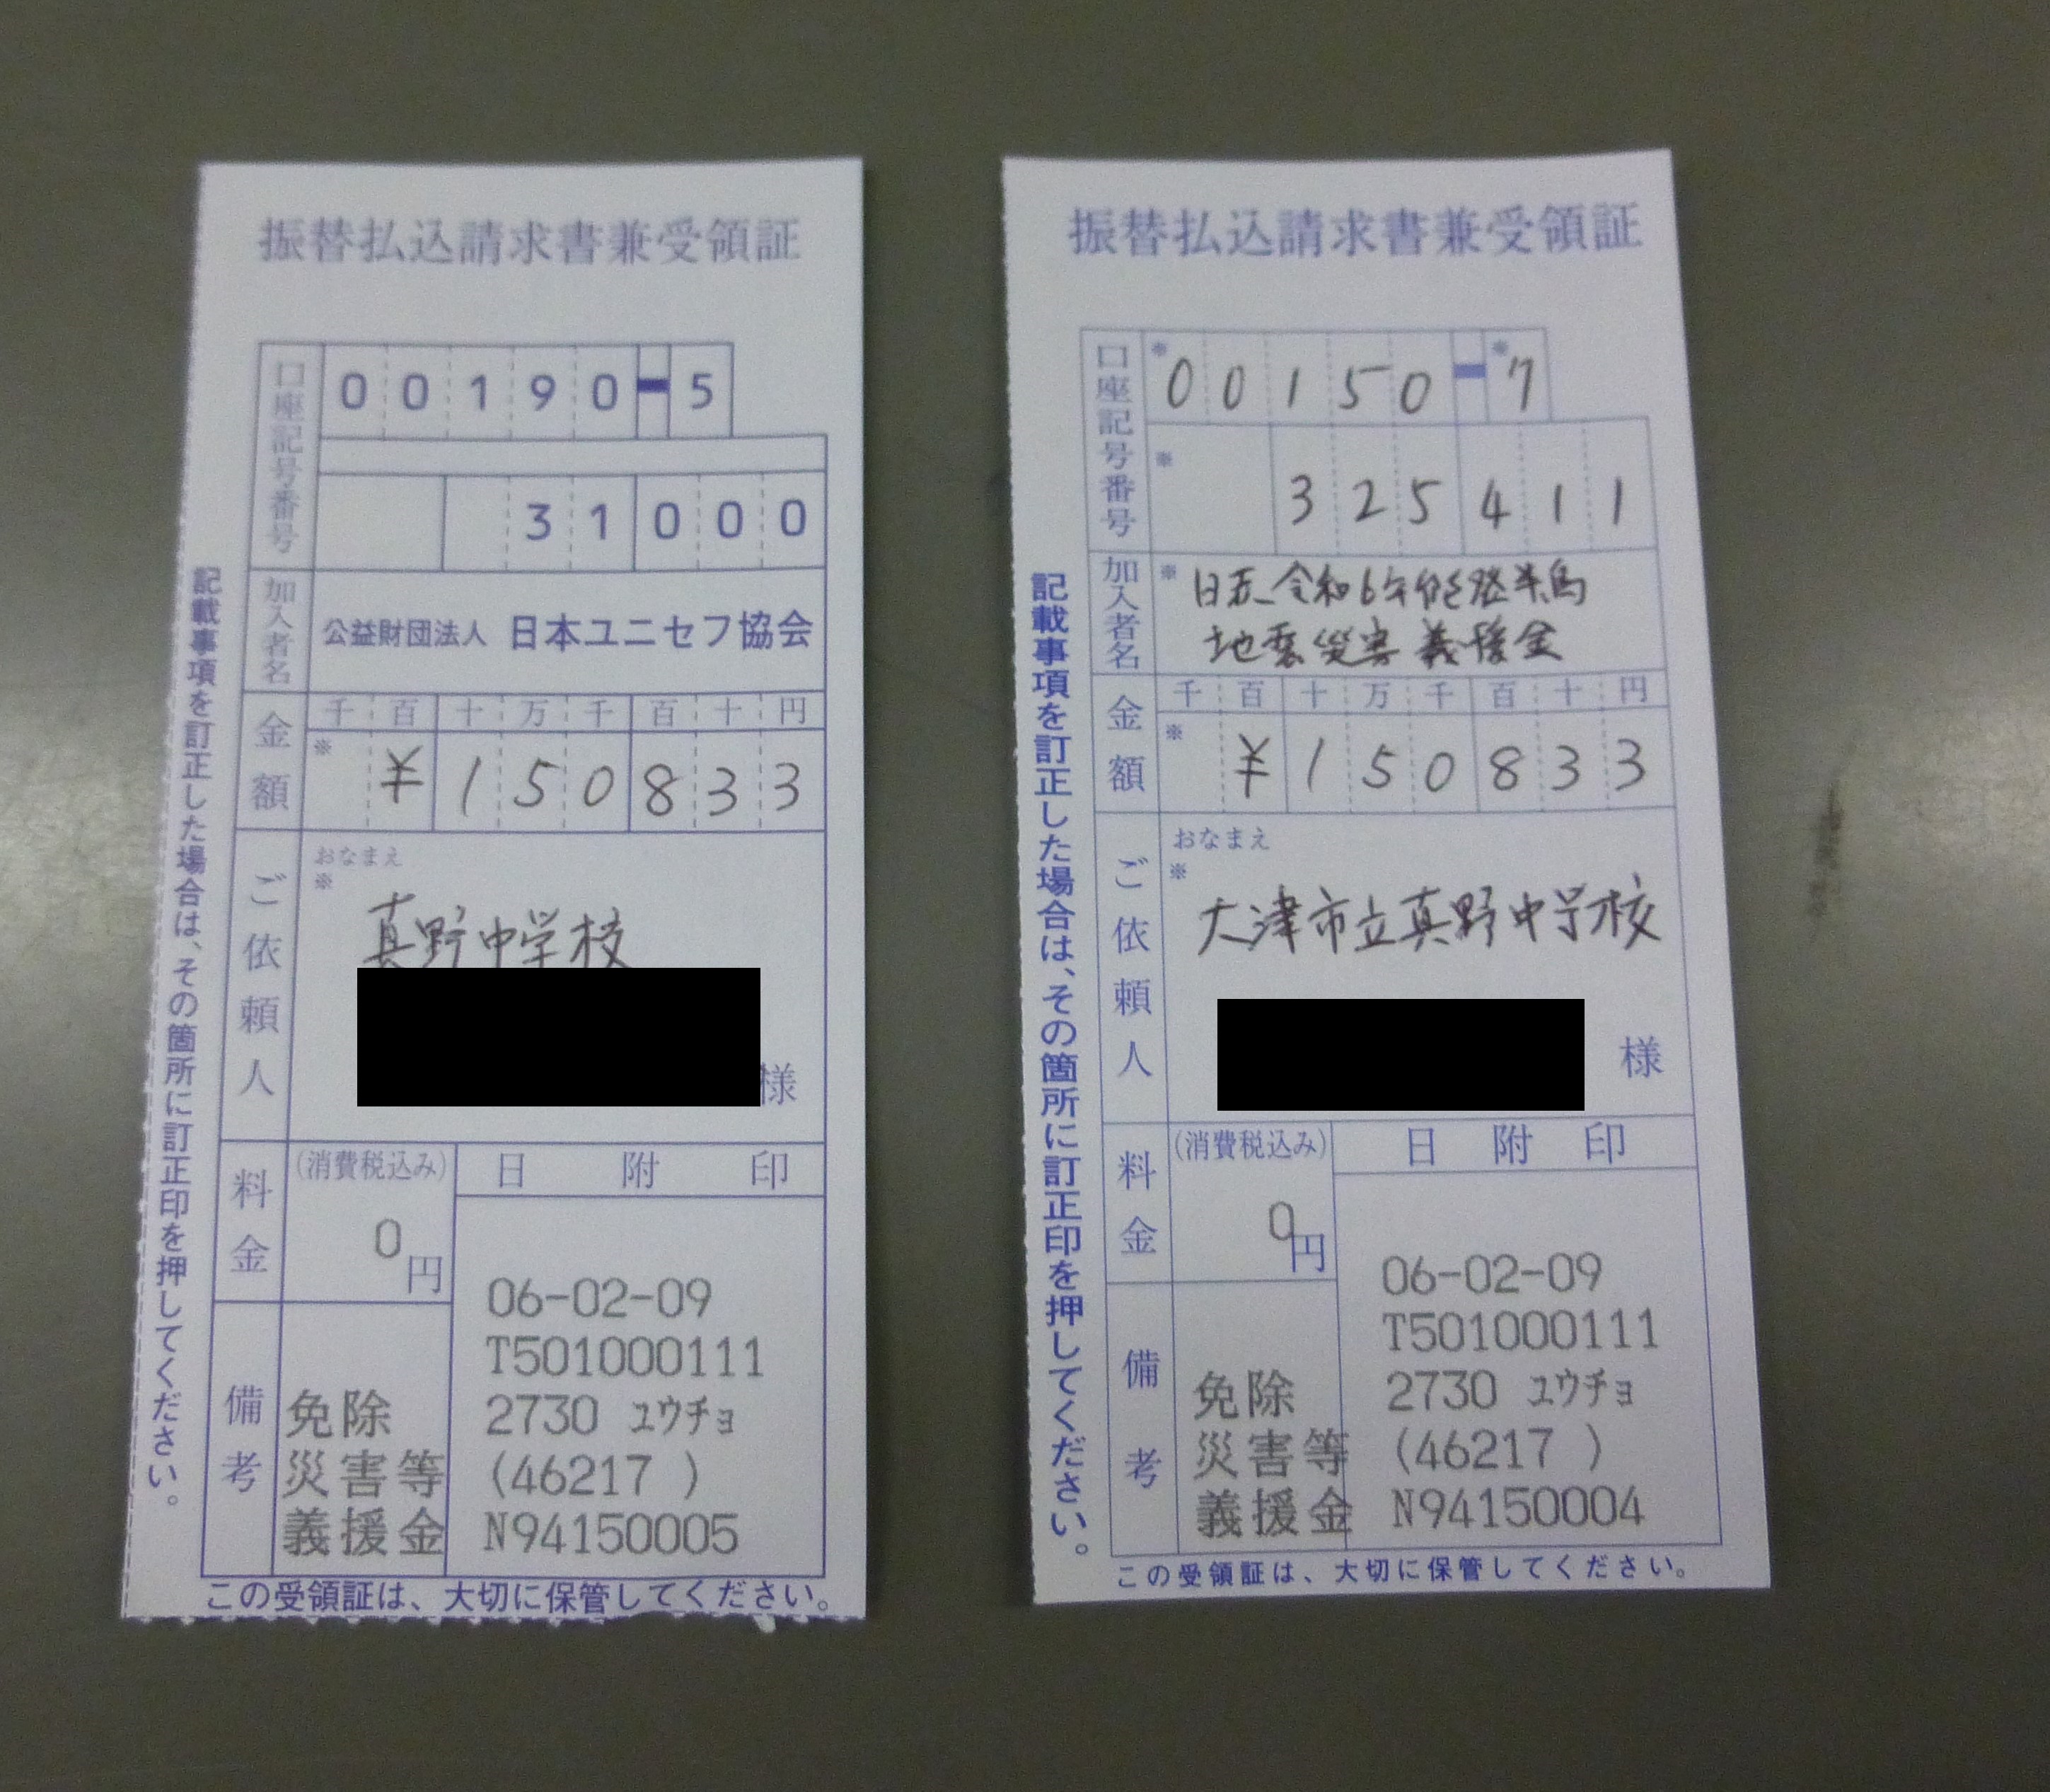 振替払込請求書兼受領証
口座記号番号
00190-5
31000
加入者名
公益財団法人 日本ユニセフ協会
金額
千百十万千百十円
※
¥150833
ご依頼人
おなまえ
※
真野中学校
様
料金
(消費税込み)
0円
日附印
06-02-09
T501000111
2730 ユウチョ
(46217 )
N94150005
備考
免除
災害等
義援金
記載事項を訂正した場合は、その箇所に訂正印を押してください。
この受領証は、大切に保管してください。
振替払込請求書兼受領証
口座記号番号
※
00150-※7
※
325411
加入者名
※
日赤令和6年能登半島
地震災害義援金
金額
千百十万千百十円
※
¥150833
ご依頼人
おなまえ
※
大津市立真野中学校
様
料金
(消費税込み)
0円
日附印
06-02-09
T501000111
2730 ユウチョ
(46217 )
N94150004
備考
免除
災害等
義援金
記載事項を訂正した場合は、その箇所に訂正印を押してください。
この受領証は、大切に保管してください。